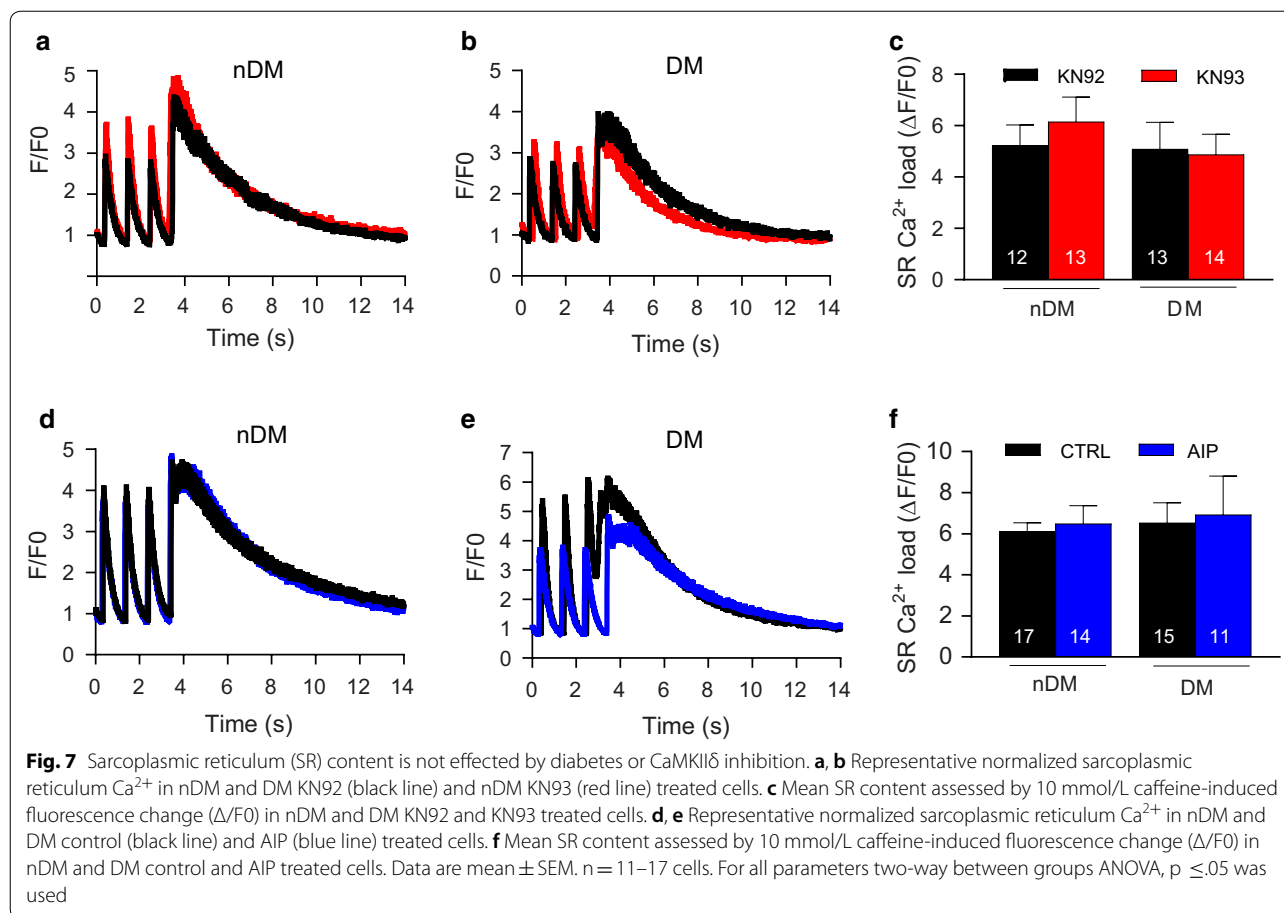 a
nDM
5
4
3
2
1
0
F/F0
0 2 4 6 8 10 12 14
Time (s)
b
DM
5
4
3
2
1
0
F/F0
0 2 4 6 8 10 12 14
Time (s)
c
KN92 KN93
8
6
4
2
0
SR Ca²⁺ load (ΔF/F0)
12 13 13 14
nDM DM
d
nDM
5
4
3
2
1
0
F/F0
0 2 4 6 8 10 12 14
Time (s)
e
DM
7
6
5
4
3
2
1
0
F/F0
0 2 4 6 8 10 12 14
Time (s)
f
CTRL AIP
10
8
6
4
2
0
SR Ca²⁺ load (ΔF/F0)
17 14 15 11
nDM DM
Fig. 7 Sarcoplasmic reticulum (SR) content is not effected by diabetes or CaMKIIδ inhibition. a, b Representative normalized sarcoplasmic
reticulum Ca²⁺ in nDM and DM KN92 (black line) and nDM KN93 (red line) treated cells. c Mean SR content assessed by 10 mmol/L caffeine-induced
fluorescence change (Δ/F0) in nDM and DM KN92 and KN93 treated cells. d, e Representative normalized sarcoplasmic reticulum Ca²⁺ in nDM and
DM control (black line) and AIP (blue line) treated cells. f Mean SR content assessed by 10 mmol/L caffeine-induced fluorescence change (Δ/F0) in
nDM and DM control and AIP treated cells. Data are mean ± SEM. n = 11–17 cells. For all parameters two-way between groups ANOVA, p ≤.05 was
used